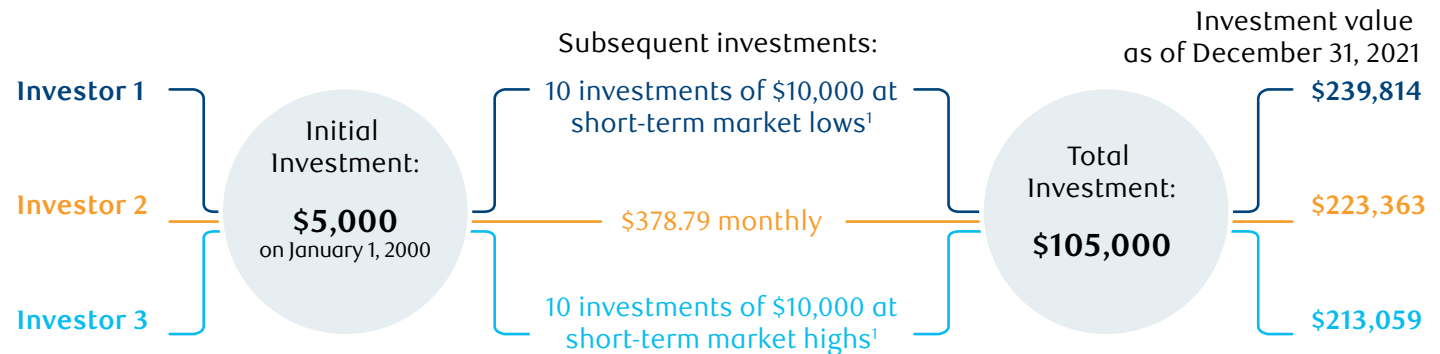 Investment value
as of December 31, 2021
Subsequent investments:
Investor 1
Initial
Investment:
$5,000
on January 1, 2000
10 investments of $10,000 at
short-term market lows¹
Total
Investment:
$105,000
$239,814
Investor 2
$378.79 monthly
$223,363
Investor 3
10 investments of $10,000 at
short-term market highs¹
$213,059